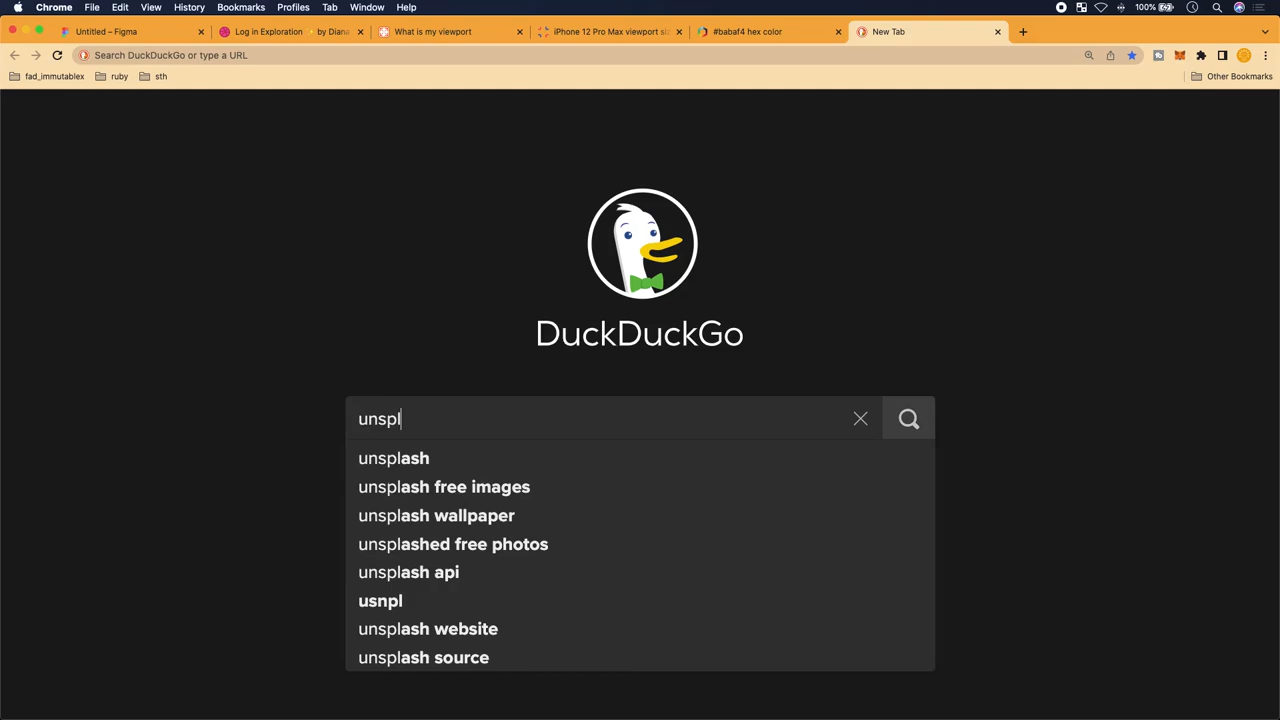 Chrome File Edit View History Bookmarks Profiles Tab Window Help 100%
Untitled – Figma Log in Exploration ✨ by Diana What is my viewport iPhone 12 Pro Max viewport si #babaf4 hex color New Tab
Search DuckDuckGo or type a URL
fad_immutablex ruby sth Other Bookmarks
DuckDuckGo
unspl
unsplash
unsplash free images
unsplash wallpaper
unsplashed free photos
unsplash api
usnpl
unsplash website
unsplash source